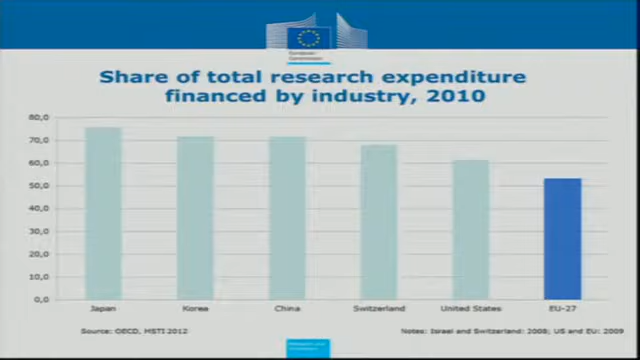 European
Commission
Share of total research expenditure
financed by industry, 2010
80,0
70,0
60,0
50,0
40,0
30,0
20,0
10,0
0,0
Japan
Korea
China
Switzerland
United States
EU-27
Source: OECD, MSTI 2012
Notes: Israel and Switzerland: 2008; US and EU: 2009